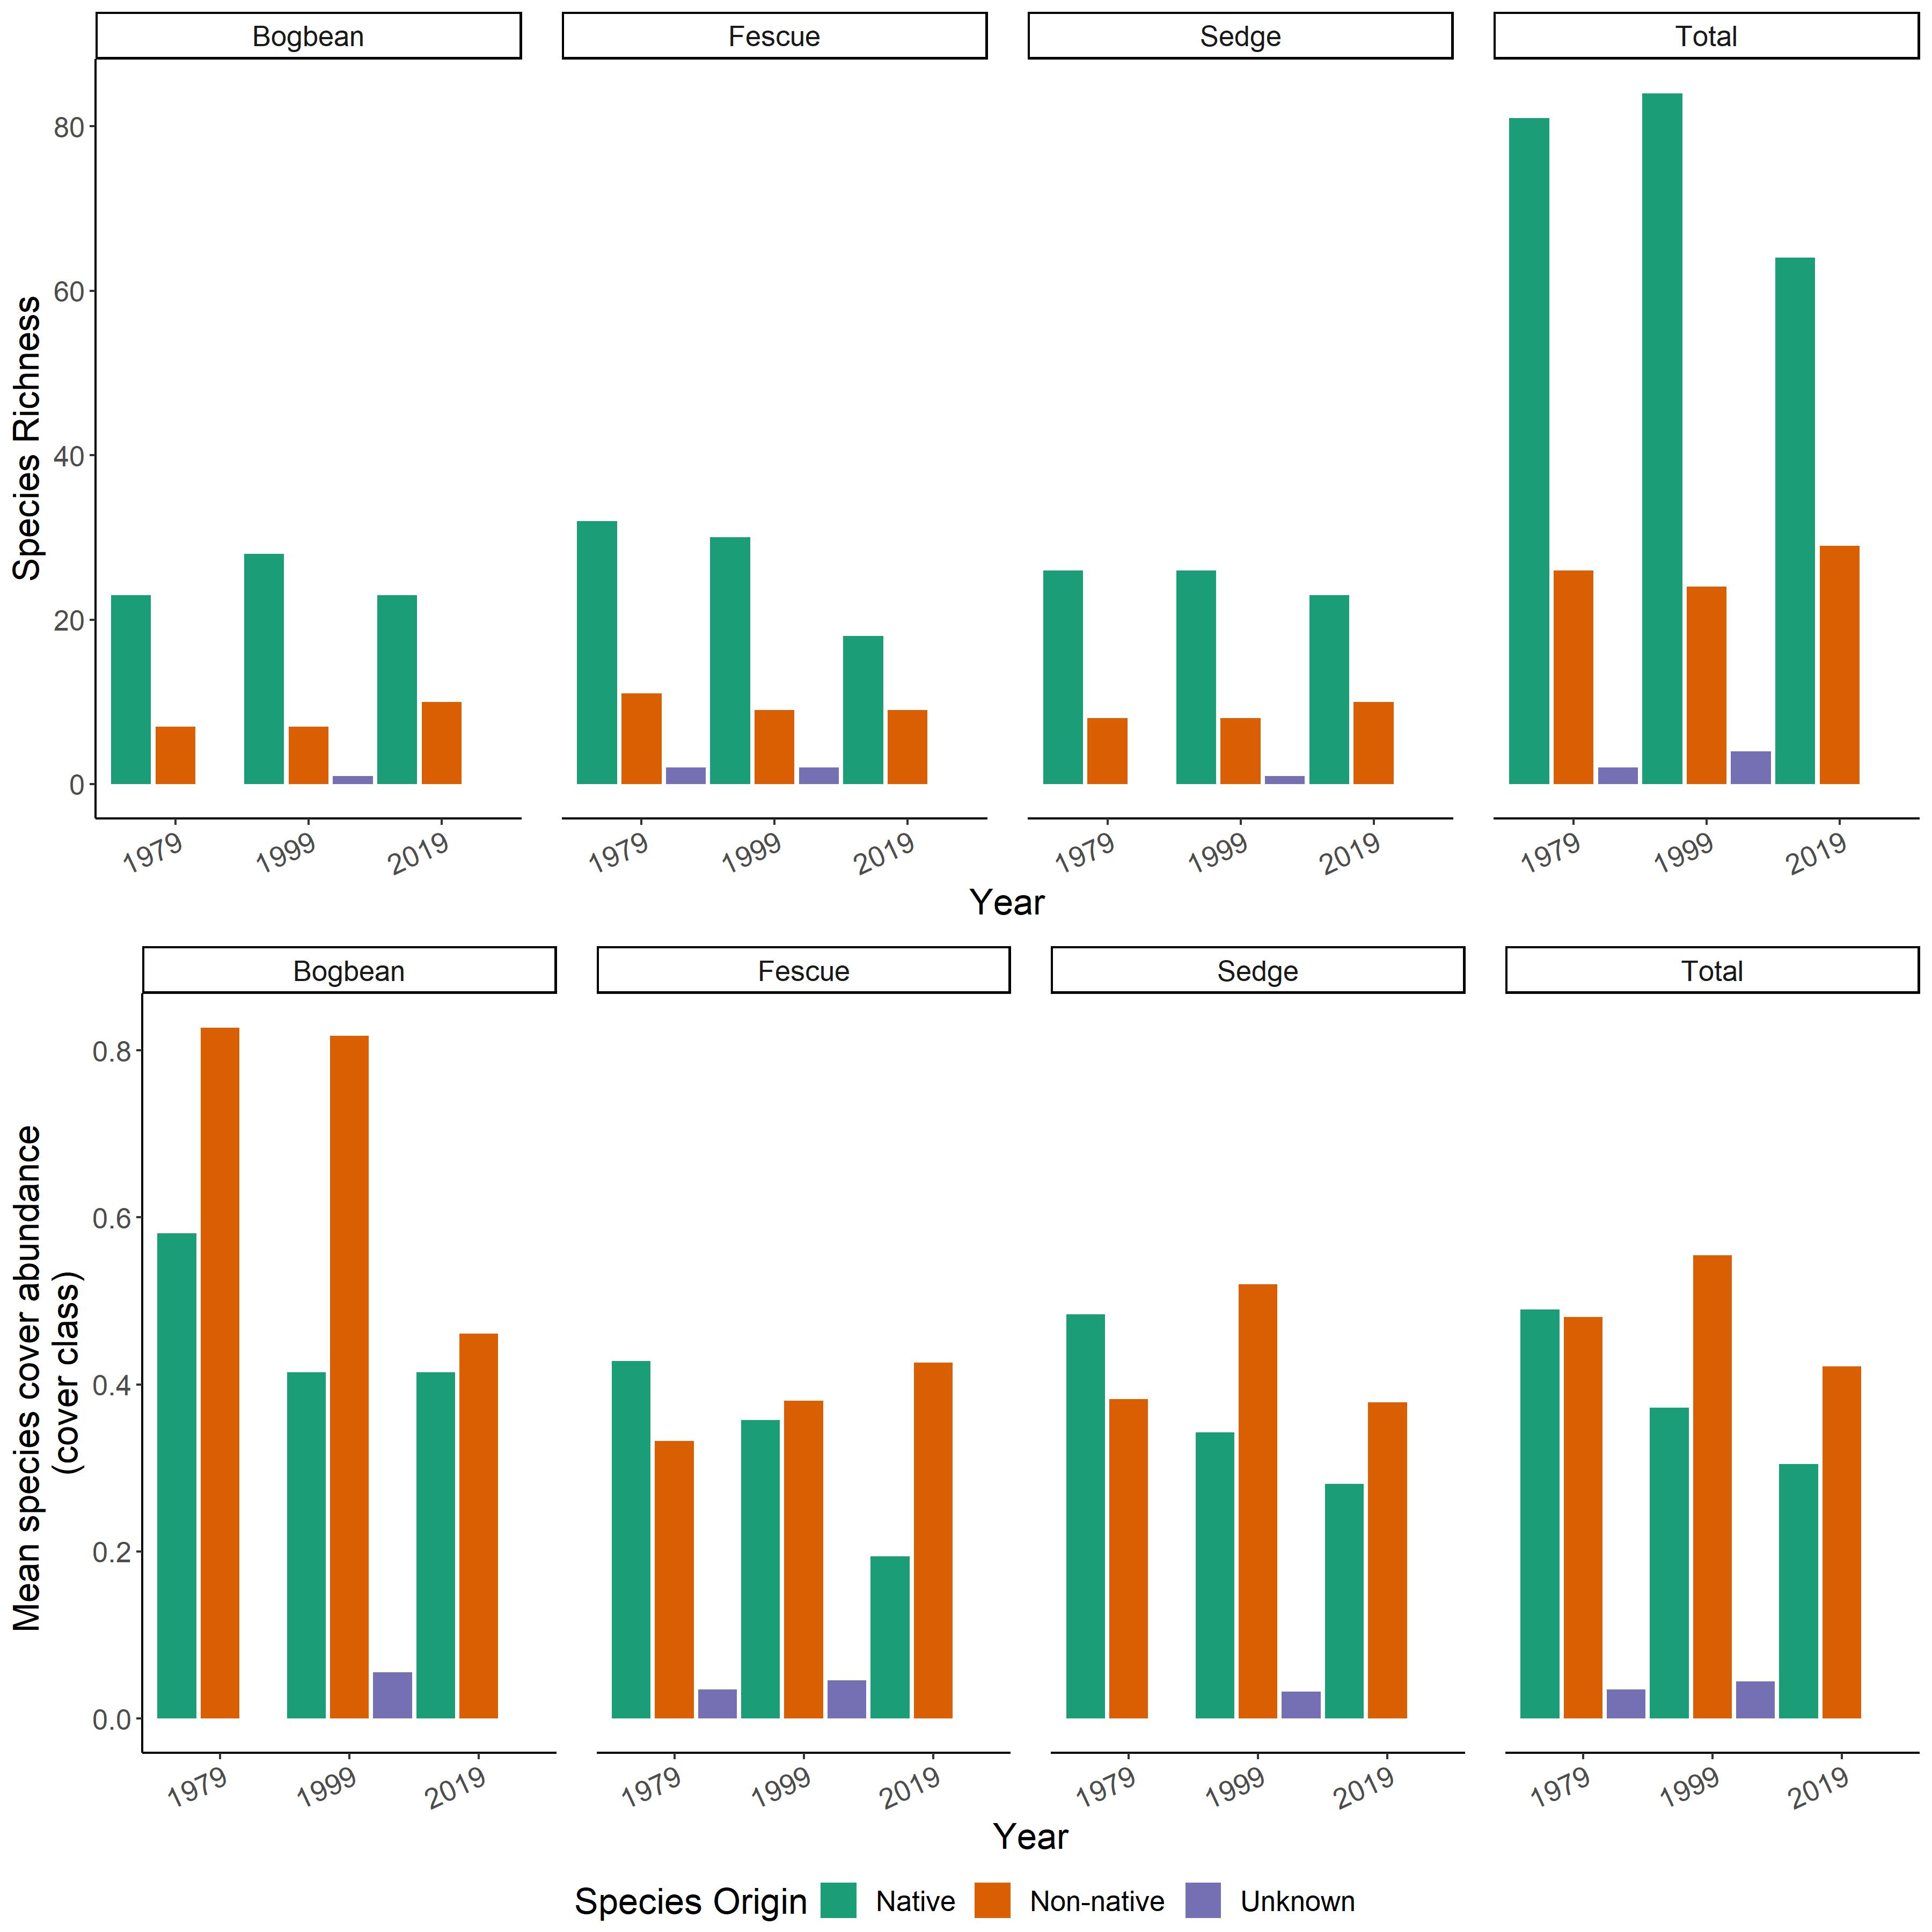 Bogbean Fescue Sedge Total
Species Richness
80
60
40
20
0
1979 1999 2019 1979 1999 2019 1979 1999 2019 1979 1999 2019
Year
Bogbean Fescue Sedge Total
Mean species cover abundance
(cover class)
0.8
0.6
0.4
0.2
0.0
1979 1999 2019 1979 1999 2019 1979 1999 2019 1979 1999 2019
Year
Species Origin Native Non-native Unknown